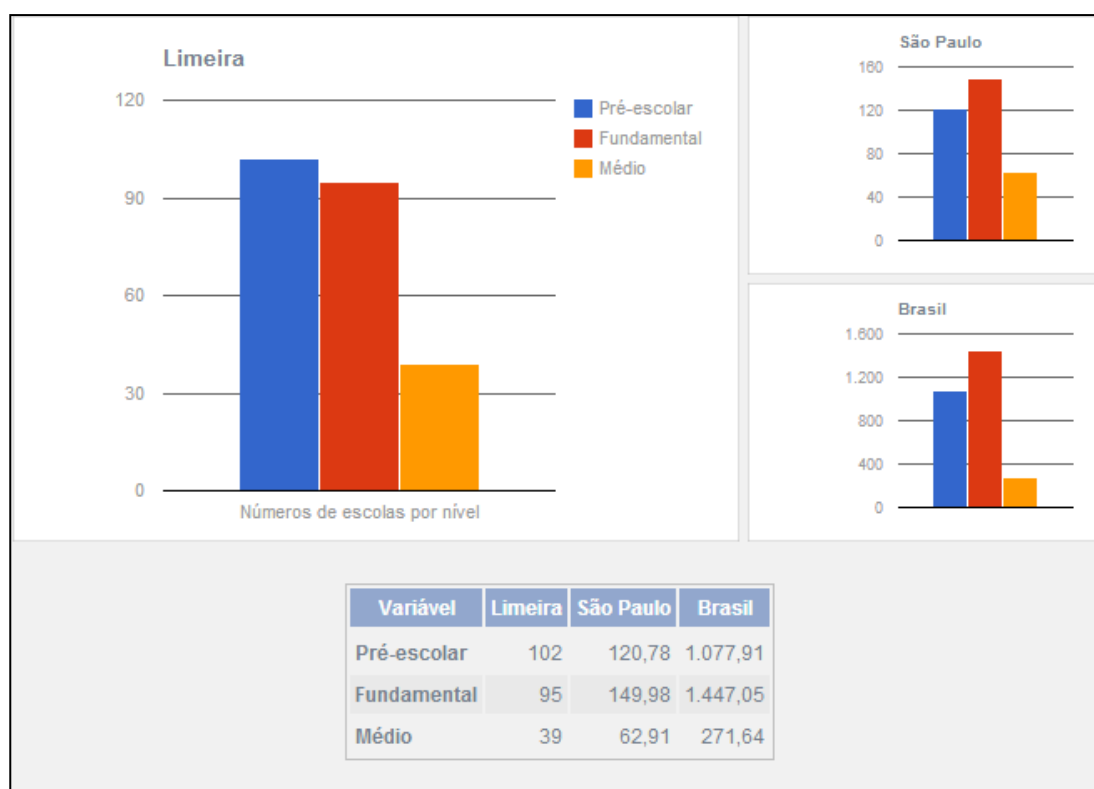 Limeira
120
90
60
30
0
Números de escolas por nível
Pré-escolar
Fundamental
Médio
São Paulo
160
120
80
40
0
Brasil
1.600
1.200
800
400
0
Variável Limeira São Paulo Brasil
Pré-escolar 102 120,78 1.077,91
Fundamental 95 149,98 1.447,05
Médio 39 62,91 271,64